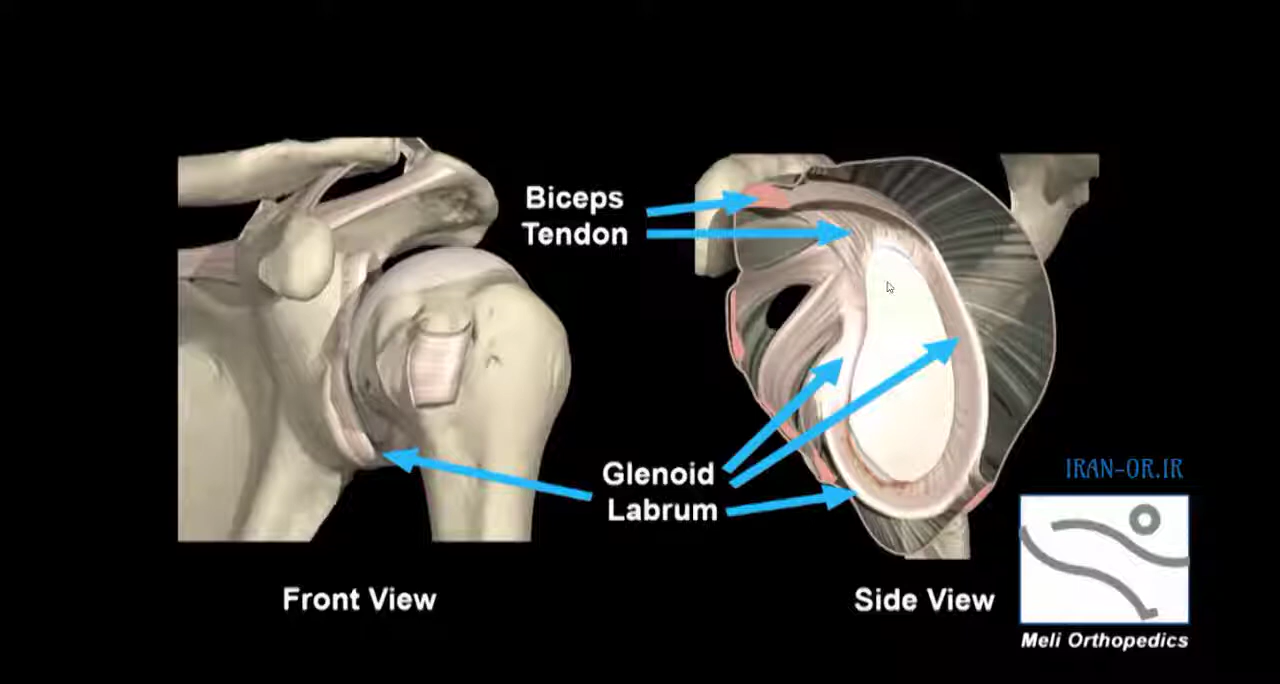 Biceps
Tendon
Glenoid
Labrum
IRAN-OR.IR
Front View
Side View
Meli Orthopedics